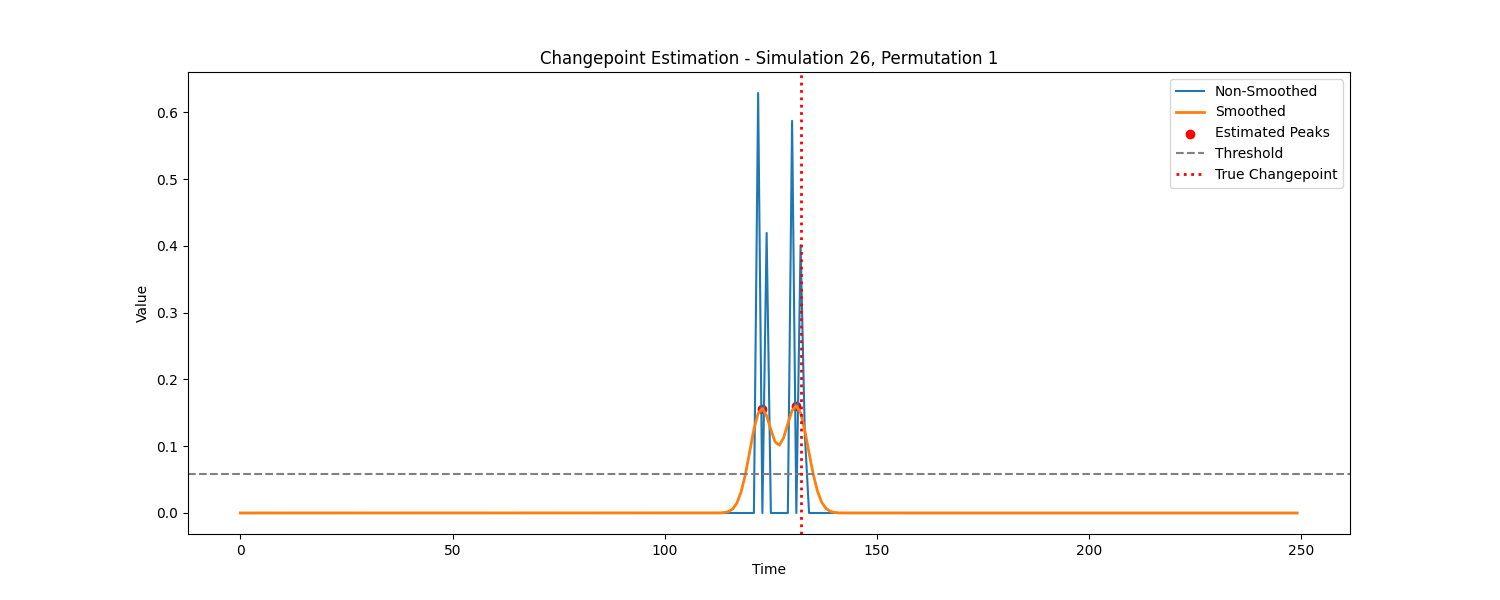 Changepoint Estimation - Simulation 26, Permutation 1
Non-Smoothed
Smoothed
Estimated Peaks
Threshold
True Changepoint
0.6
0.5
0.4
0.3
0.2
0.1
0.0
Value
0 50 100 150 200 250
Time